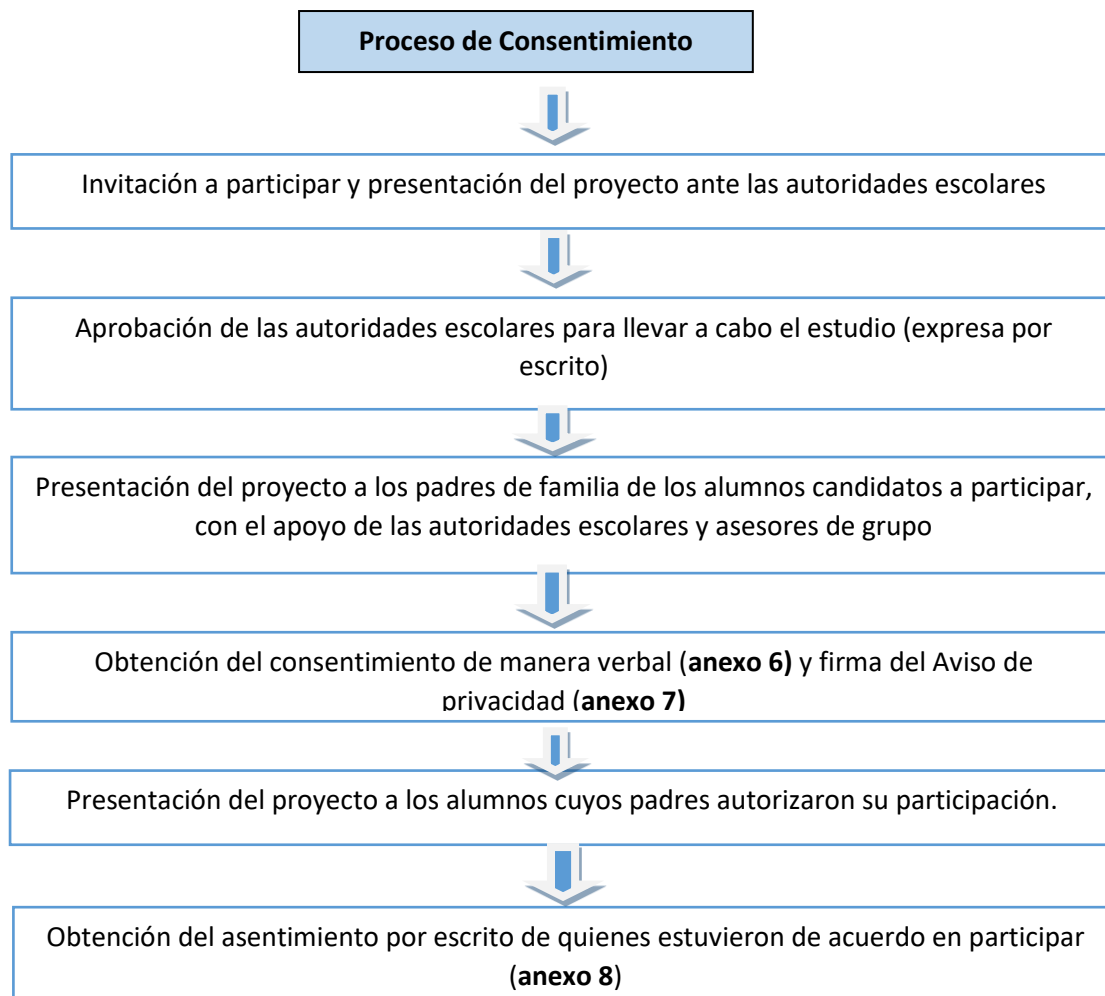 Proceso de Consentimiento
Invitación a participar y presentación del proyecto ante las autoridades escolares
Aprobación de las autoridades escolares para llevar a cabo el estudio (expresa por
escrito)
Presentación del proyecto a los padres de familia de los alumnos candidatos a participar,
con el apoyo de las autoridades escolares y asesores de grupo
Obtención del consentimiento de manera verbal (anexo 6) y firma del Aviso de
privacidad (anexo 7)
Presentación del proyecto a los alumnos cuyos padres autorizaron su participación.
Obtención del asentimiento por escrito de quienes estuvieron de acuerdo en participar
(anexo 8)